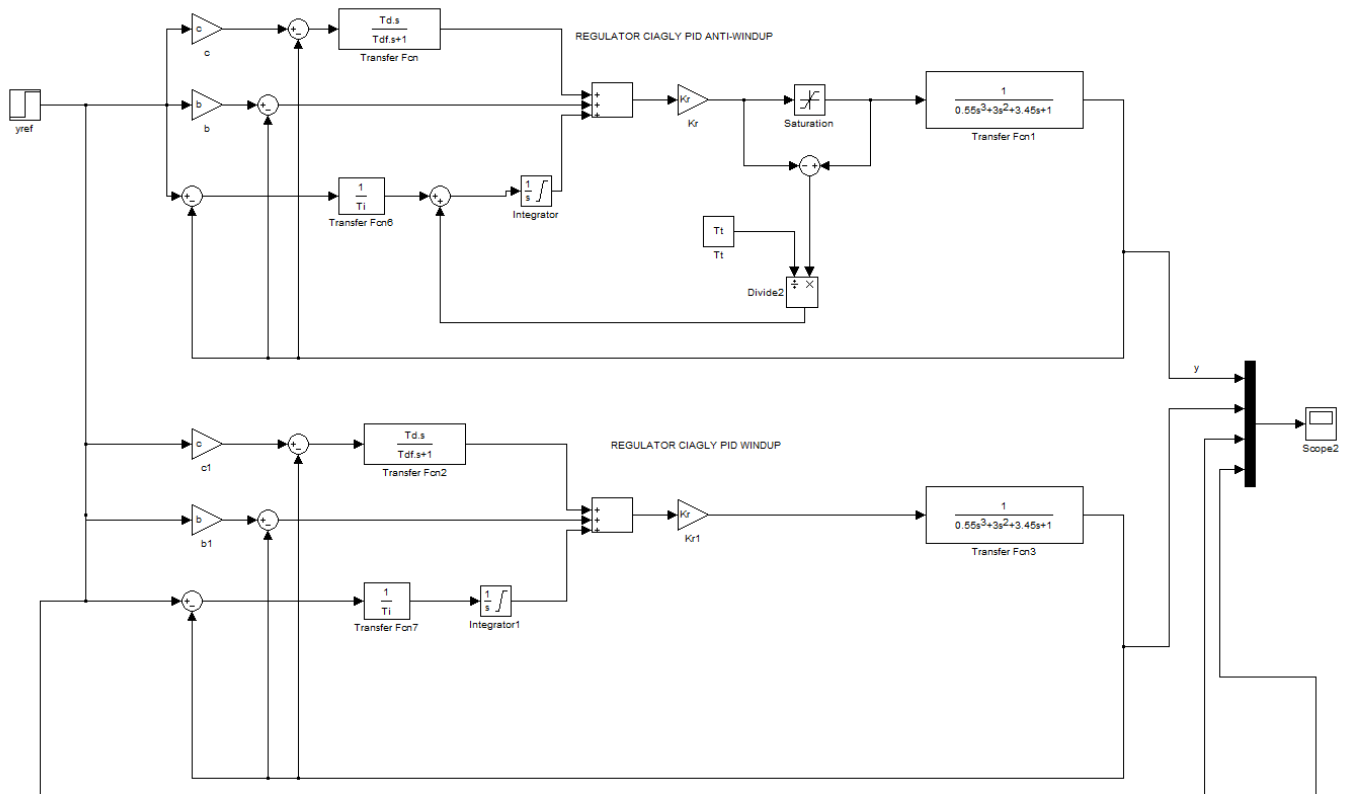 c
+
−
Td.s
Tdf.s+1
Transfer Fcn
c
REGULATOR CIAGLY PID ANTI-WINDUP
yref
b
+
−
b
+
+
+
Kr
Kr
Saturation
1
0.55s³+3s²+3.45s+1
Transfer Fcn1
+
−
1
Ti
Transfer Fcn6
+
+
1
s
Integrator
- +
Tt
Tt
Divide2
÷ ×
y
Scope2
c
+
−
Td.s
Tdf.s+1
Transfer Fcn2
c1
REGULATOR CIAGLY PID WINDUP
b
+
−
b1
+
+
+
Kr
Kr1
1
0.55s³+3s²+3.45s+1
Transfer Fcn3
+
−
1
Ti
Transfer Fcn7
1
s
Integrator1